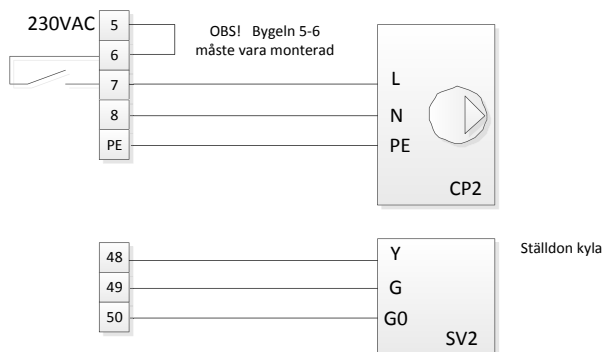 230VAC
5
6
7
8
PE
OBS! Bygeln 5-6
måste vara monterad
L
N
PE
CP2
48
49
50
Y
G
G0
SV2
Ställdon kyla